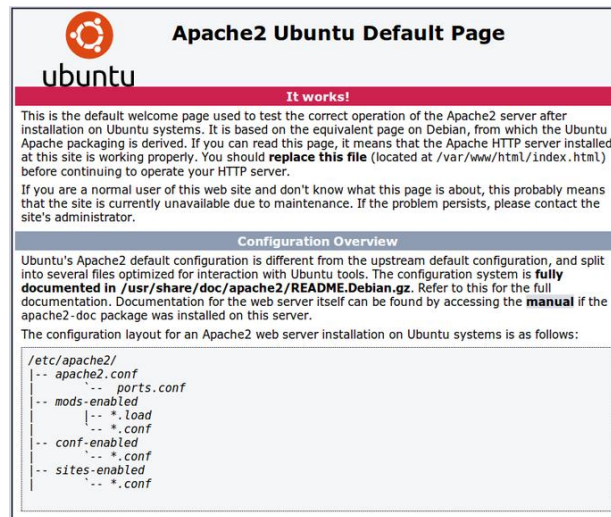 Apache2 Ubuntu Default Page
ubuntu
It works!
This is the default welcome page used to test the correct operation of the Apache2 server after
installation on Ubuntu systems. It is based on the equivalent page on Debian, from which the Ubuntu
Apache packaging is derived. If you can read this page, it means that the Apache HTTP server installed
at this site is working properly. You should replace this file (located at /var/www/html/index.html)
before continuing to operate your HTTP server.
If you are a normal user of this web site and don't know what this page is about, this probably means
that the site is currently unavailable due to maintenance. If the problem persists, please contact the
site's administrator.
Configuration Overview
Ubuntu's Apache2 default configuration is different from the upstream default configuration, and split
into several files optimized for interaction with Ubuntu tools. The configuration system is fully
documented in /usr/share/doc/apache2/README.Debian.gz. Refer to this for the full
documentation. Documentation for the web server itself can be found by accessing the manual if the
apache2-doc package was installed on this server.
The configuration layout for an Apache2 web server installation on Ubuntu systems is as follows:
/etc/apache2/
|-- apache2.conf
|       `--  ports.conf
|-- mods-enabled
|       |-- *.load
|       `-- *.conf
|-- conf-enabled
|       `-- *.conf
|-- sites-enabled
|       `-- *.conf